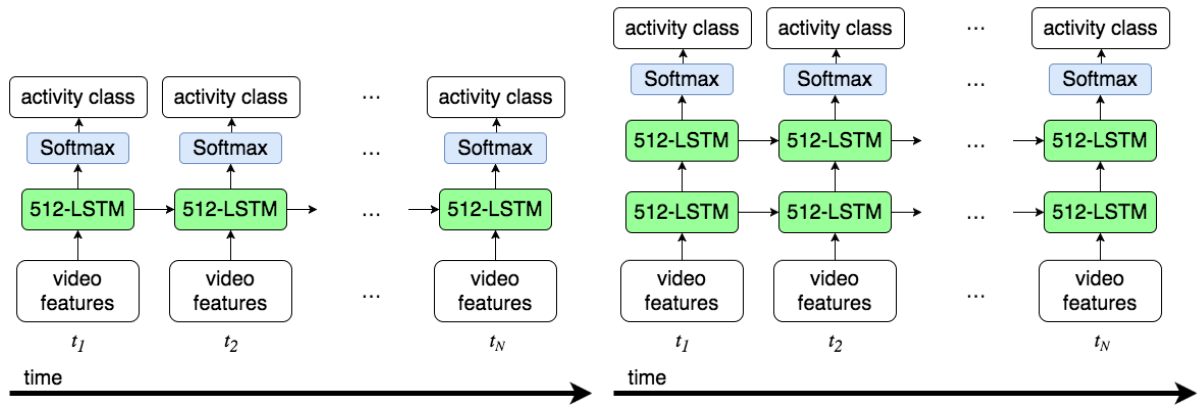 activity class activity class ... activity class
Softmax Softmax ... Softmax
512-LSTM 512-LSTM ... 512-LSTM
video features video features ... video features
t1 t2 tN
time
activity class activity class ... activity class
Softmax Softmax ... Softmax
512-LSTM 512-LSTM ... 512-LSTM
512-LSTM 512-LSTM ... 512-LSTM
video features video features ... video features
t1 t2 tN
time